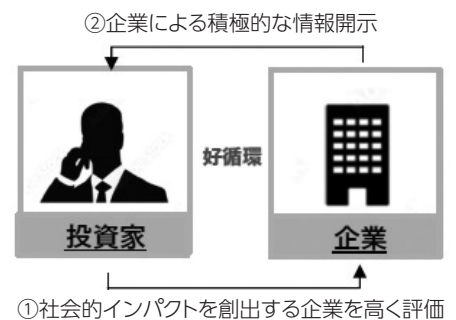 ②企業による積極的な情報開示
好循環
投資家
企業
①社会的インパクトを創出する企業を高く評価